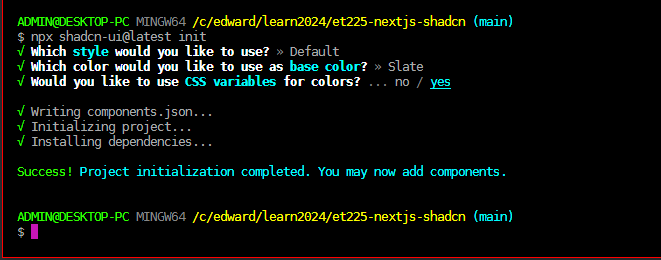 ADMIN@DESKTOP-PC MINGW64 /c/edward/learn2024/et225-nextjs-shadcn (main)
$ npx shadcn-ui@latest init
√ Which style would you like to use? » Default
√ Which color would you like to use as base color? » Slate
√ Would you like to use CSS variables for colors? ... no / yes
√ Writing components.json...
√ Initializing project...
√ Installing dependencies...
Success! Project initialization completed. You may now add components.
ADMIN@DESKTOP-PC MINGW64 /c/edward/learn2024/et225-nextjs-shadcn (main)
$